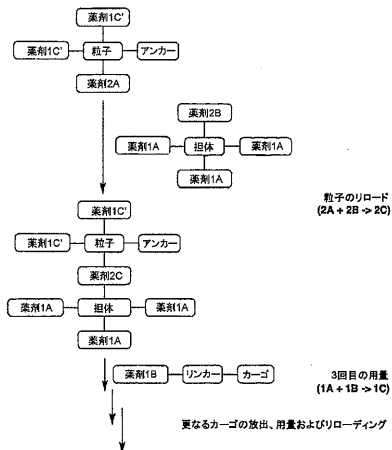 薬剤1C'
薬剤1C' 粒子 アンカー
薬剤2A
薬剤2B
薬剤1A 担体 薬剤1A
薬剤1A
粒子のリロード
(2A + 2B -> 2C)
薬剤1C'
薬剤1C' 粒子 アンカー
薬剤2C
薬剤1A 担体 薬剤1A
薬剤1A
薬剤1B リンカー カーゴ
3回目の用量
(1A + 1B -> 1C)
更なるカーゴの放出、用量およびリローディング